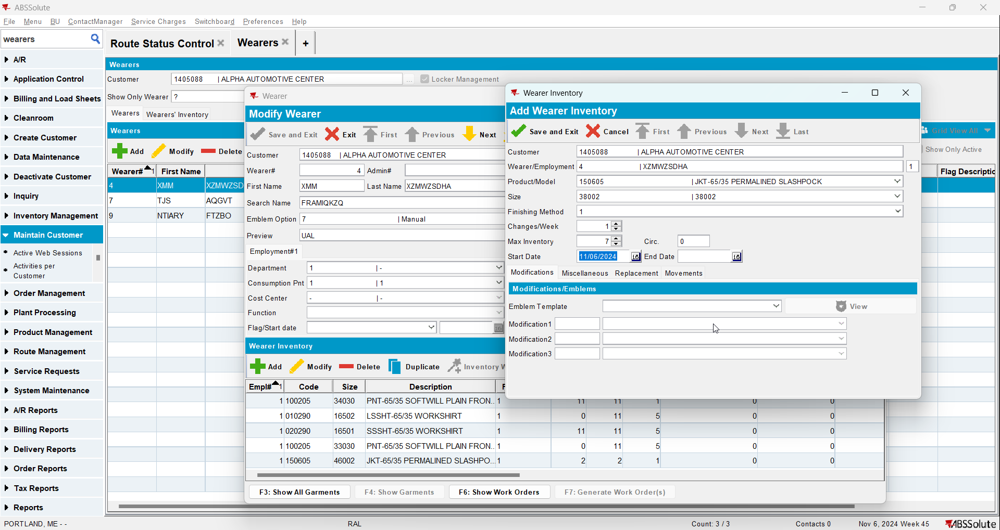 ABSSolute
File Menu BU ContactManager Service Charges Switchboard Preferences Help
wearers
Route Status Control
Wearers
+
A/R
Application Control
Billing and Load Sheets
Cleanroom
Create Customer
Data Maintenance
Deactivate Customer
Inquiry
Inventory Management
Maintain Customer
Active Web Sessions
Activities per
Customer
Order Management
Plant Processing
Product Management
Route Management
Service Requests
System Maintenance
A/R Reports
Billing Reports
Delivery Reports
Order Reports
Tax Reports
Reports
Wearers
Customer 1405088 | ALPHA AUTOMOTIVE CENTER ... Locker Management
Show Only Wearer ?
Wearers Wearers' Inventory
Wearers
Grid View All
Add Modify Delete
Show Only Active
Wearer# 1 First Name
Flag Descriptio
4 XMM XZMWZSD
7 TJS AQGVT
9 NTIARY FTZBO
Wearer
Modify Wearer
Save and Exit Exit First Previous Next
Customer 1405088 | ALPHA AUTOMOTIVE CENTER
Wearer# 4 Admin#
First Name XMM Last Name XZMWZSDHA
Search Name FRAMIQKZQ
Emblem Option 7 | Manual
Preview UAL
Employment#1
Department 1 | -
Consumption Pnt 1 | 1
Cost Center - | -
Function
Flag/Start date 16
Wearer Inventory
Add Modify Delete Duplicate Inventory W
Empl# 1 Code Size Description F
1 100205 34030 PNT-65/35 SOFTWILL PLAIN FRON.. 1 11 11 1 0 0
1 010290 16502 LSSHT-65/35 WORKSHIRT 1 0 11 5 0 0
1 020290 16501 SSSHT-65/35 WORKSHIRT 1 11 11 5 0 0
1 100205 33030 PNT-65/35 SOFTWILL PLAIN FRON.. 1 0 11 5 0 0
1 150605 46002 JKT-65/35 PERMALINED SLASHPO... 1 2 2 1 0 0
F3: Show All Garments F4: Show Garments F6: Show Work Orders F7: Generate Work Order(s)
Wearer Inventory
Add Wearer Inventory
Save and Exit Cancel First Previous Next Last
Customer 1405088 | ALPHA AUTOMOTIVE CENTER
Wearer/Employment 4 | XZMWZSDHA 1
Product/Model 150605 | JKT-65/35 PERMALINED SLASHPOCK
Size 38002 | 38002
Finishing Method 1
Changes/Week 1
Max Inventory 7 Circ. 0
Start Date 11/06/2024 16 End Date 16
Modifications Miscellaneous Replacement Movements
Modifications/Emblems
Emblem Template View
Modification1
Modification2
Modification3
PORTLAND, ME - - RAL Count: 3 / 3 Contacts 0 Nov 6, 2024 Week 45 ABSSolute